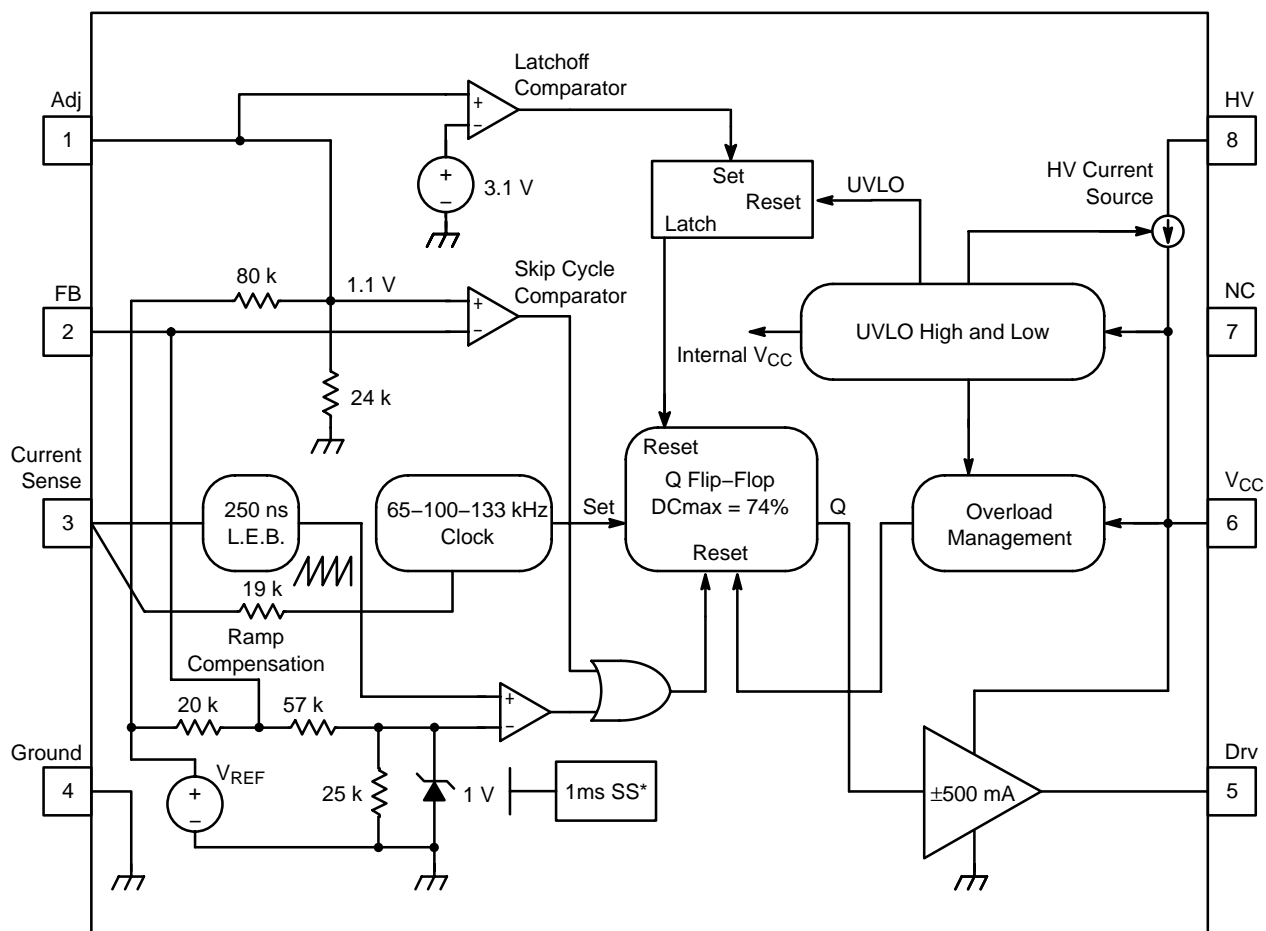 Adj
1
FB
2
Current
Sense
3
Ground
4
Latchoff
Comparator
+
−
+
−
3.1 V
80 k
1.1 V
Skip Cycle
Comparator
+
−
24 k
250 ns
L.E.B.
65−100−133 kHz
Clock
19 k
Ramp
Compensation
20 k
57 k
+
−
VREF
+
−
25 k
1 V
1ms SS*
Set
Reset
Latch
UVLO
HV Current
Source
UVLO High and Low
Internal VCC
Set
Reset
Q Flip−Flop
DCmax = 74%
Reset
Q
Overload
Management
±500 mA
HV
8
NC
7
VCC
6
Drv
5